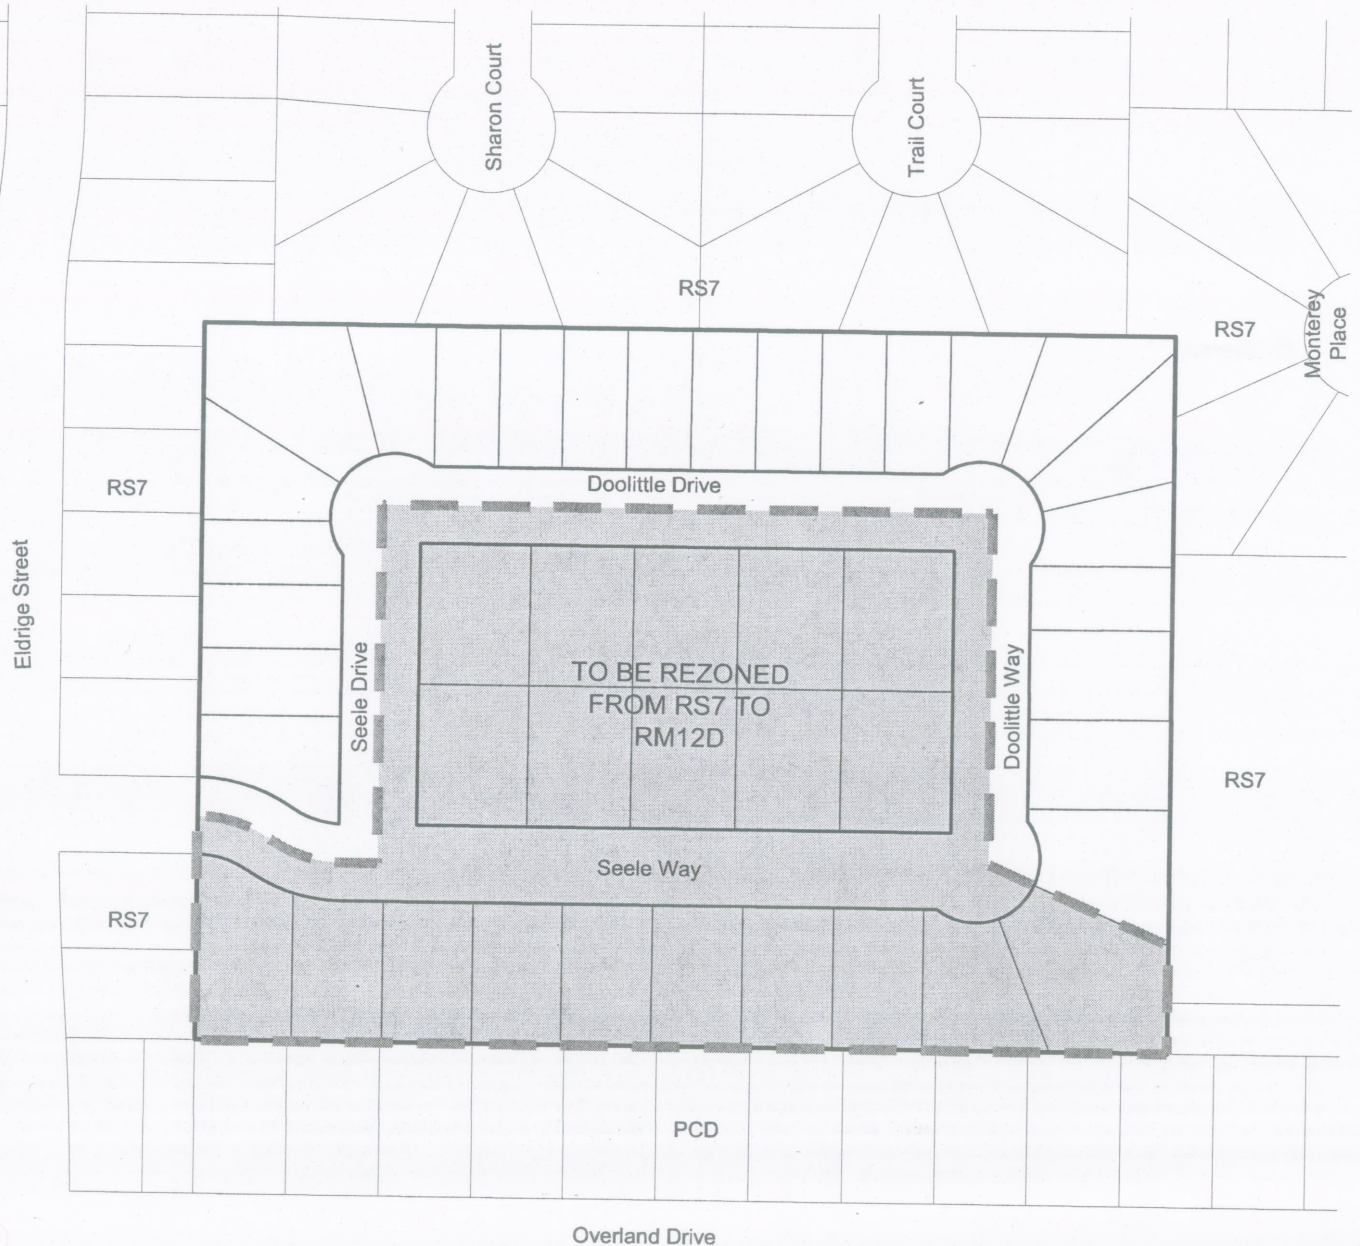 Sharon Court
Trail Court
RS7
RS7
Monterey
Place
RS7
Doolittle Drive
Eldrige Street
Seele Drive
TO BE REZONED
FROM RS7 TO
RM12D
Doolittle Way
RS7
Seele Way
RS7
PCD
Overland Drive